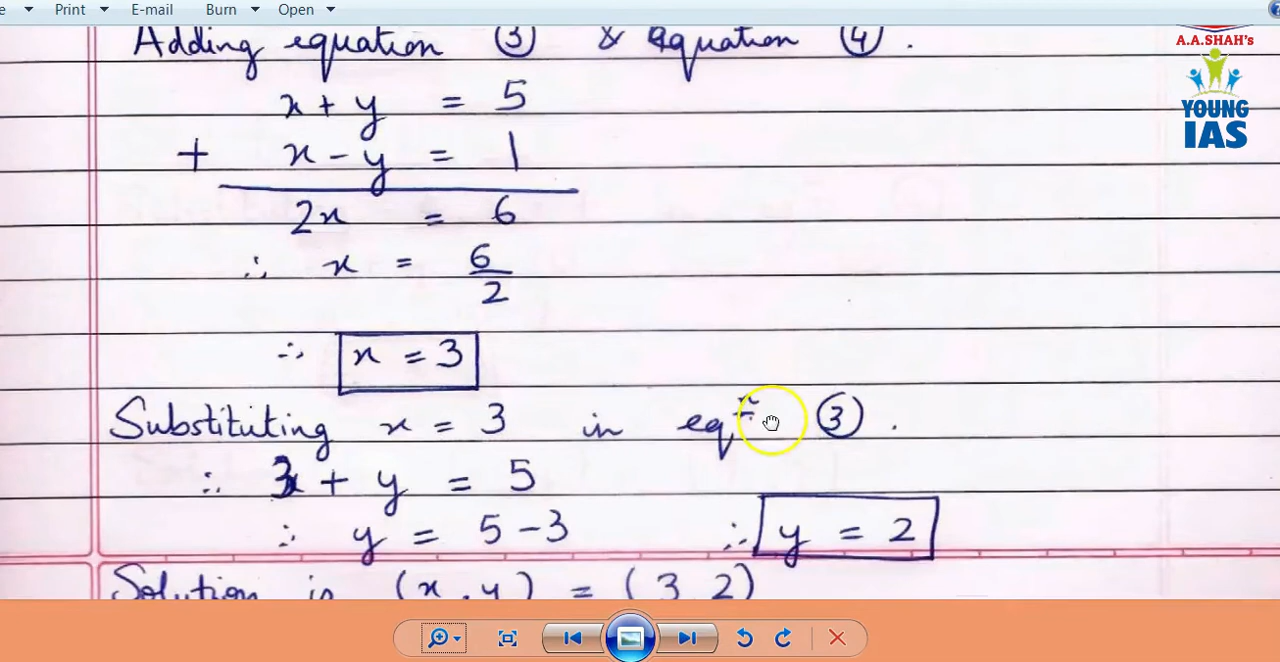 Print E-mail Burn Open
Adding equation (3) & equation (4).
A.A.SHAH's
YOUNG
IAS
x + y = 5
+ x - y = 1
2x = 6
∴ x = 6/2
∴ x = 3
Substituting x = 3 in eqn (3).
∴ 3 + y = 5
∴ y = 5 - 3 ∴ y = 2
Solution is (x, y) = (3, 2)